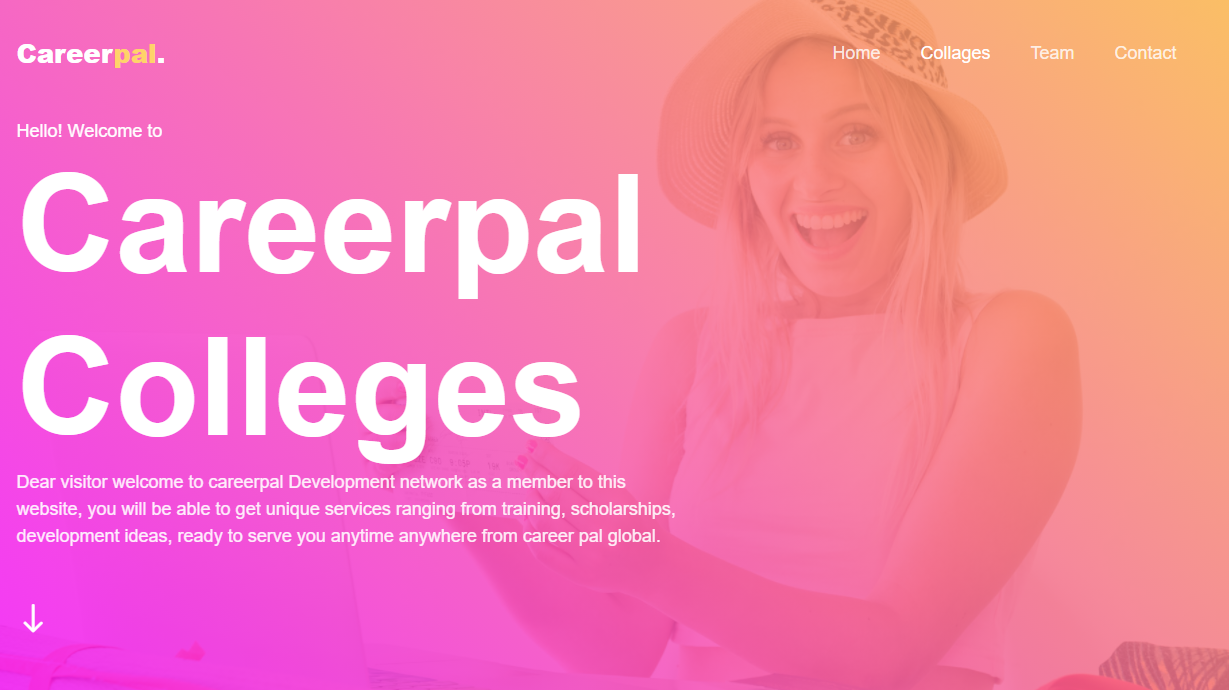 Careerpal.
Home Collages Team Contact
Hello! Welcome to
Careerpal
Colleges
Dear visitor welcome to careerpal Development network as a member to this
website, you will be able to get unique services ranging from training, scholarships,
development ideas, ready to serve you anytime anywhere from career pal global.